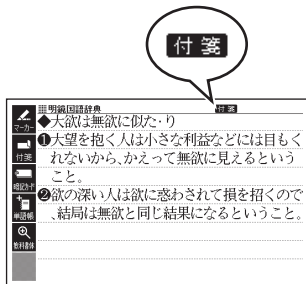 付箋
明鏡国語辞典
付箋
◆大欲は無欲に似た・り
❶大望を抱く人は小さな利益などには目もく
れないから、かえって無欲に見えるという
こと。
❷欲の深い人は欲に惑わされて損を招くので
、結局は無欲と同じ結果になるということ。
マーカー
付箋
暗記カード
単語帳
教科書体